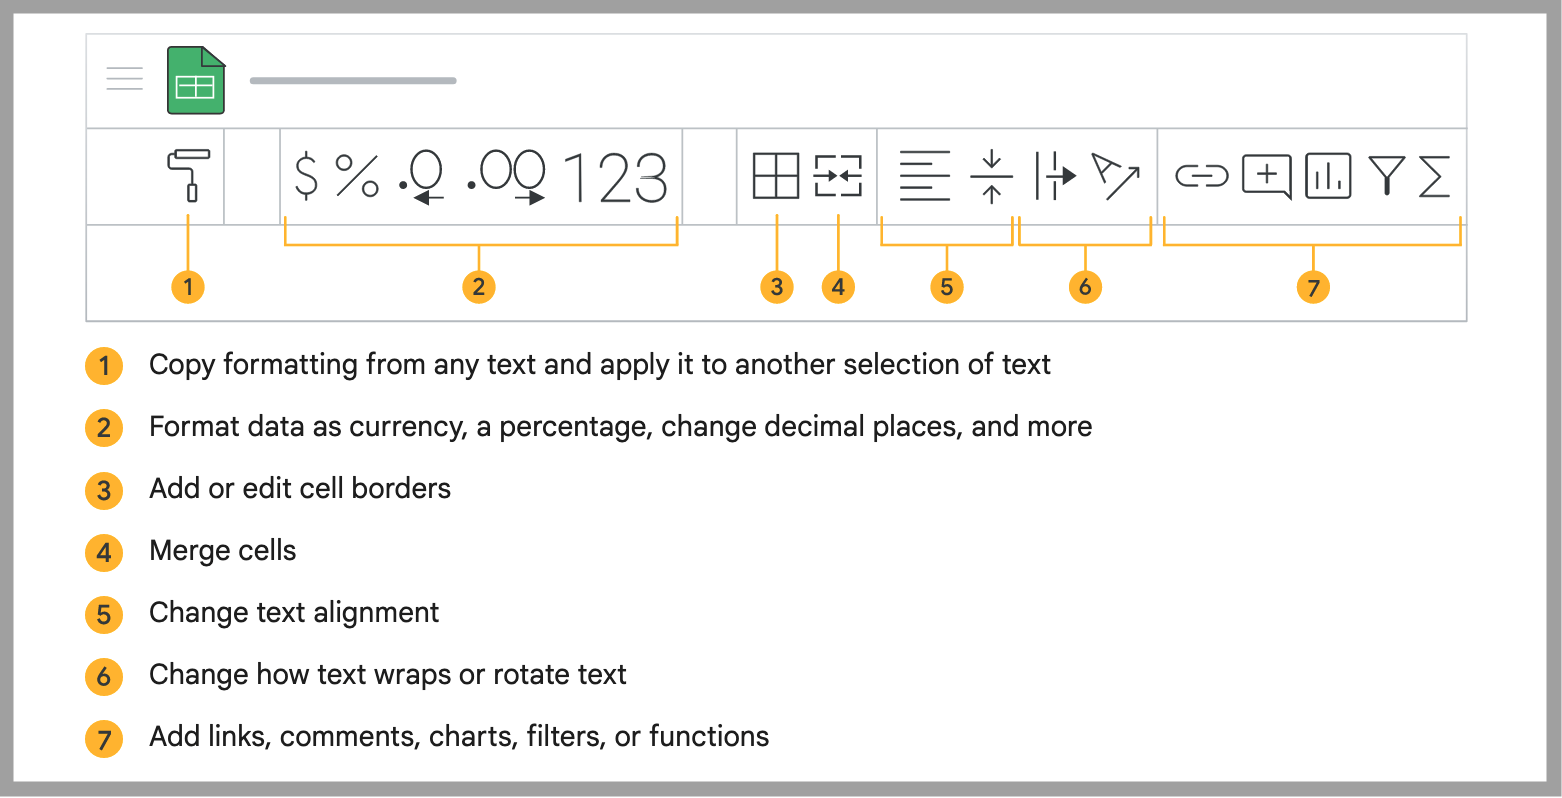 $ % .0 .00 123
1 2 3 4 5 6 7
1 Copy formatting from any text and apply it to another selection of text
2 Format data as currency, a percentage, change decimal places, and more
3 Add or edit cell borders
4 Merge cells
5 Change text alignment
6 Change how text wraps or rotate text
7 Add links, comments, charts, filters, or functions